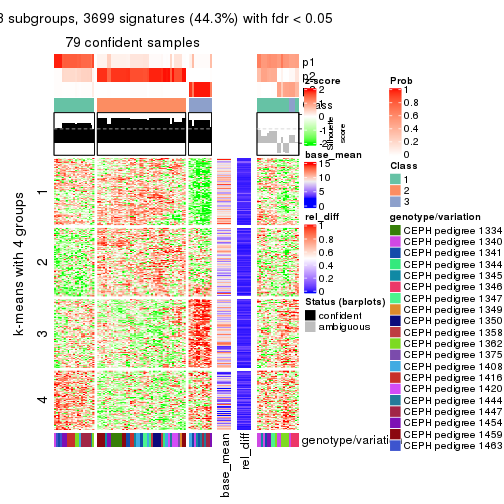 3 subgroups, 3699 signatures (44.3%) with fdr < 0.05
79 confident samples
p1
p2
Class
silhouette
score
k-means with 4 groups
1
2
3
4
base_mean
rel_diff
genotype/variation
z-score
2
1
0
-1
-2
base_mean
15
10
5
0
rel_diff
1
0.8
0.6
0.4
0.2
0
Status (barplots)
confident
ambiguous
Prob
1
0.8
0.6
0.4
0.2
0
Class
1
2
3
genotype/variation
CEPH pedigree 1334
CEPH pedigree 1340
CEPH pedigree 1341
CEPH pedigree 1344
CEPH pedigree 1345
CEPH pedigree 1346
CEPH pedigree 1347
CEPH pedigree 1349
CEPH pedigree 1350
CEPH pedigree 1358
CEPH pedigree 1362
CEPH pedigree 1375
CEPH pedigree 1408
CEPH pedigree 1416
CEPH pedigree 1420
CEPH pedigree 1444
CEPH pedigree 1447
CEPH pedigree 1454
CEPH pedigree 1459
CEPH pedigree 1463